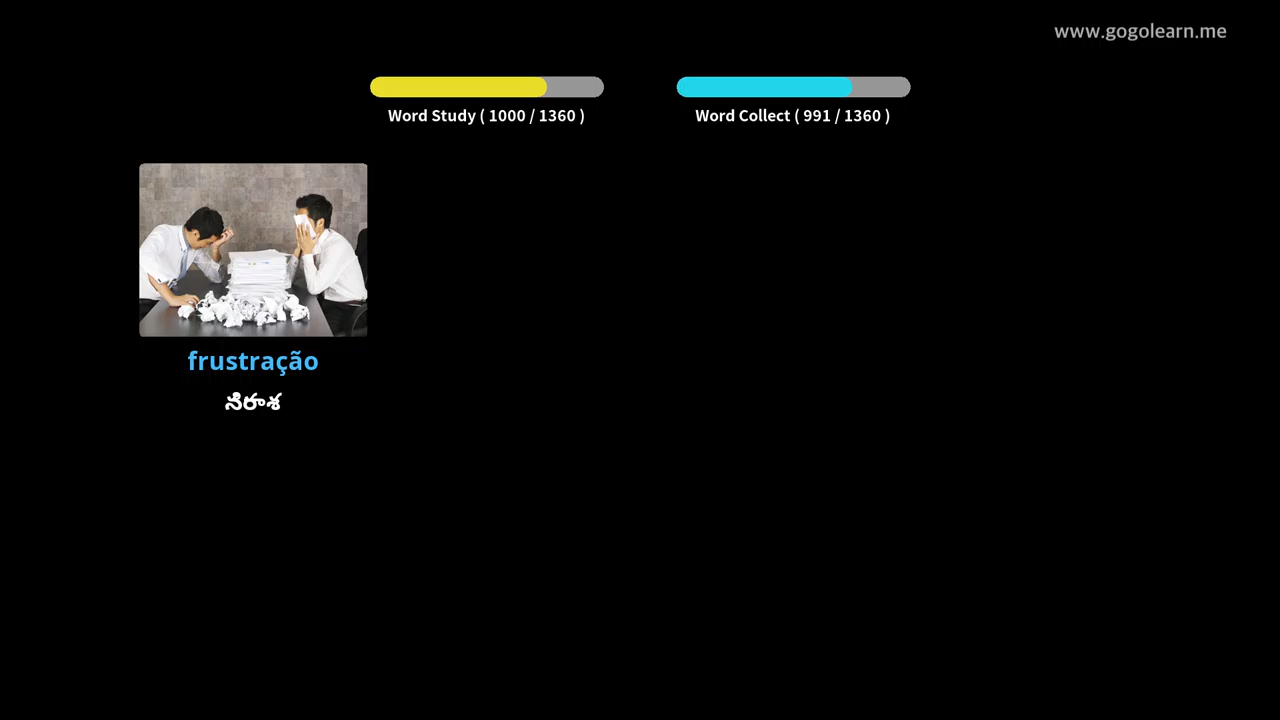 www.gogolearn.me
Word Study ( 1000 / 1360 )
Word Collect ( 991 / 1360 )
frustração
నిరాశ